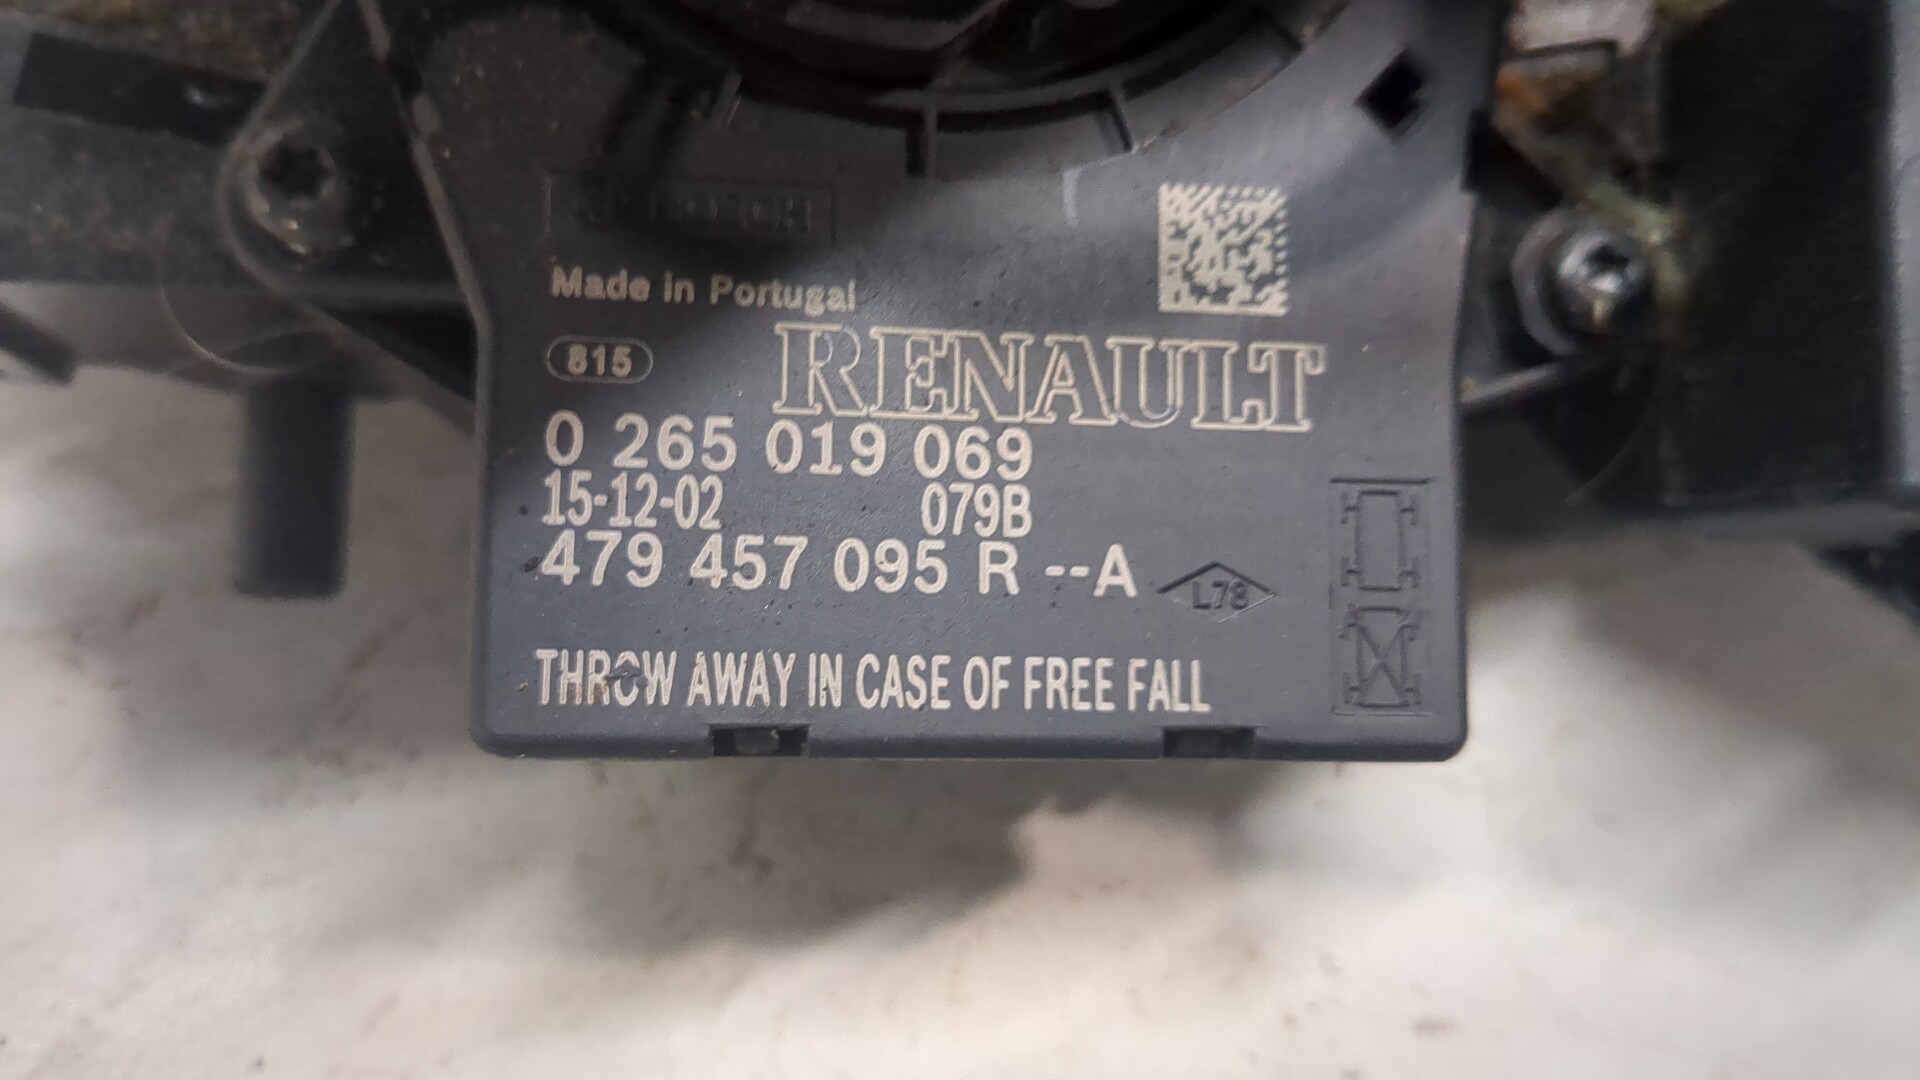 BOSCH
Made in Portugal
815
RENAULT
0 265 019 069
15-12-02 079B
479 457 095 R --A
L78
THROW AWAY IN CASE OF FREE FALL